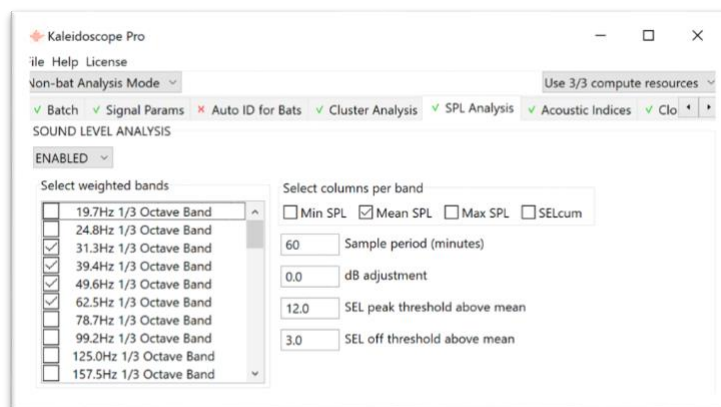 Kaleidoscope Pro
ile Help License
Non-bat Analysis Mode
Use 3/3 compute resources
Batch Signal Params Auto ID for Bats Cluster Analysis SPL Analysis Acoustic Indices Clo
SOUND LEVEL ANALYSIS
ENABLED
Select weighted bands
19.7Hz 1/3 Octave Band
24.8Hz 1/3 Octave Band
31.3Hz 1/3 Octave Band
39.4Hz 1/3 Octave Band
49.6Hz 1/3 Octave Band
62.5Hz 1/3 Octave Band
78.7Hz 1/3 Octave Band
99.2Hz 1/3 Octave Band
125.0Hz 1/3 Octave Band
157.5Hz 1/3 Octave Band
Select columns per band
Min SPL Mean SPL Max SPL SELcum
60 Sample period (minutes)
0.0 dB adjustment
12.0 SEL peak threshold above mean
3.0 SEL off threshold above mean